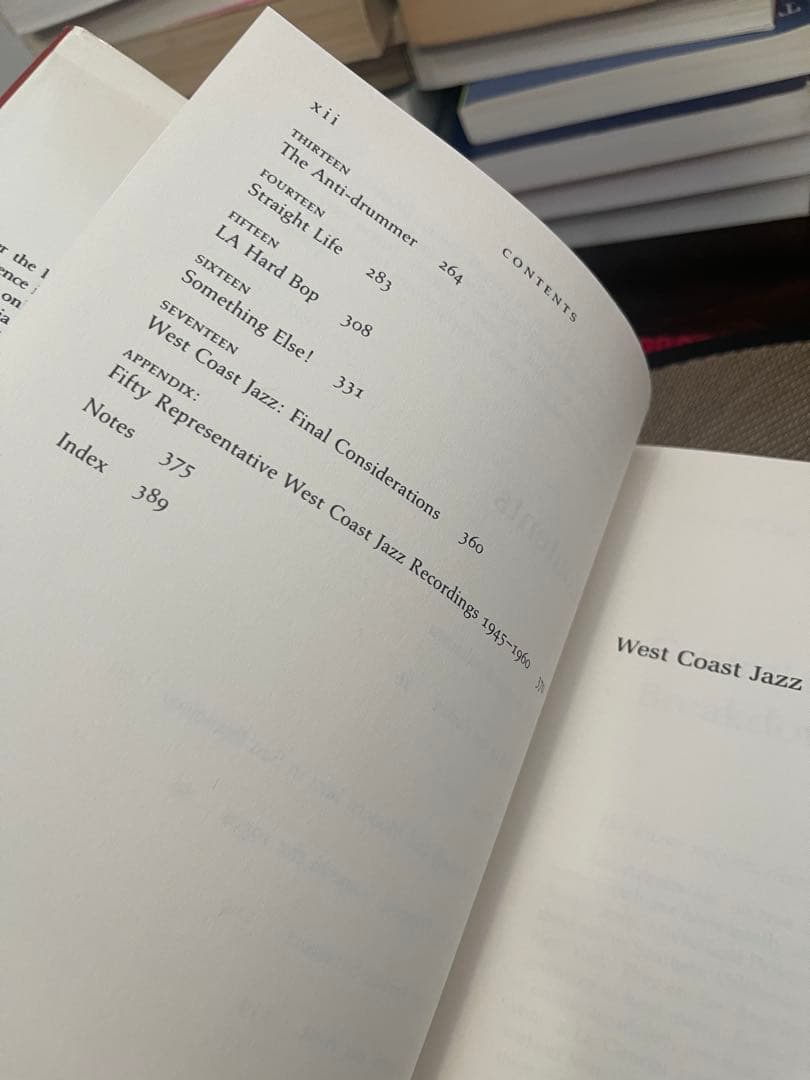 xii
CONTENTS
THIRTEEN
The Anti-drummer 264
FOURTEEN
Straight Life 283
FIFTEEN
LA Hard Bop 308
SIXTEEN
Something Else! 331
SEVENTEEN
West Coast Jazz: Final Considerations 360
APPENDIX:
Fifty Representative West Coast Jazz Recordings 1945–1960
Notes 375
Index 389
the
on
West Coast Jazz